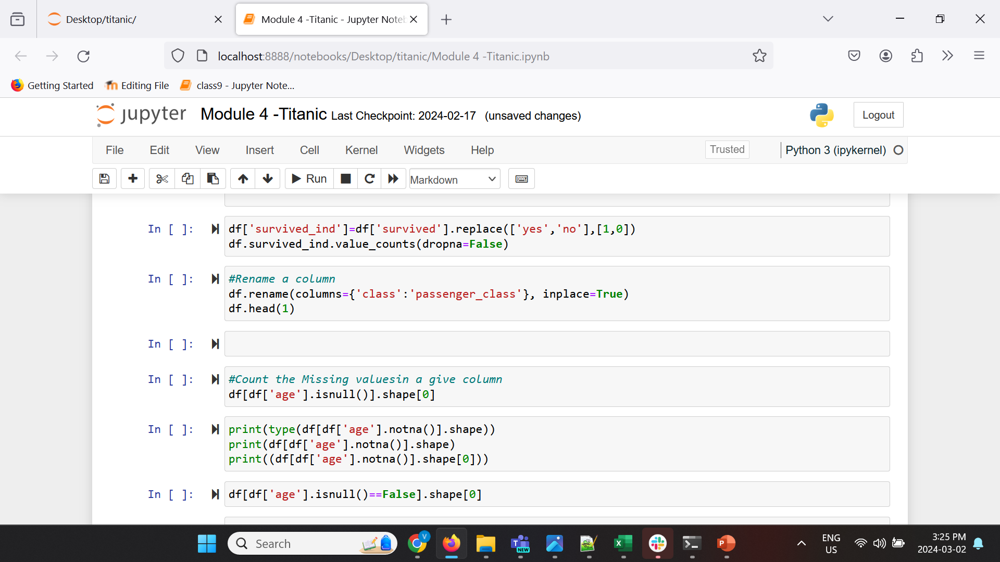 Desktop/titanic/
Module 4 -Titanic - Jupyter Noteb
localhost:8888/notebooks/Desktop/titanic/Module 4 -Titanic.ipynb
Getting Started
Editing File
class9 - Jupyter Note...
jupyter
Module 4 -Titanic Last Checkpoint: 2024-02-17 (unsaved changes)
Logout
File
Edit
View
Insert
Cell
Kernel
Widgets
Help
Trusted
Python 3 (ipykernel)
Run
Markdown
In [ ]:
df['survived_ind']=df['survived'].replace(['yes','no'],[1,0])
df.survived_ind.value_counts(dropna=False)
In [ ]:
#Rename a column
df.rename(columns={'class':'passenger_class'}, inplace=True)
df.head(1)
In [ ]:
In [ ]:
#Count the Missing valuesin a give column
df[df['age'].isnull()].shape[0]
In [ ]:
print(type(df[df['age'].notna()].shape))
print(df[df['age'].notna()].shape)
print((df[df['age'].notna()].shape[0]))
In [ ]:
df[df['age'].isnull()==False].shape[0]
Search
V
T
NEW
X
P
ENG
US
3:25 PM
2024-03-02